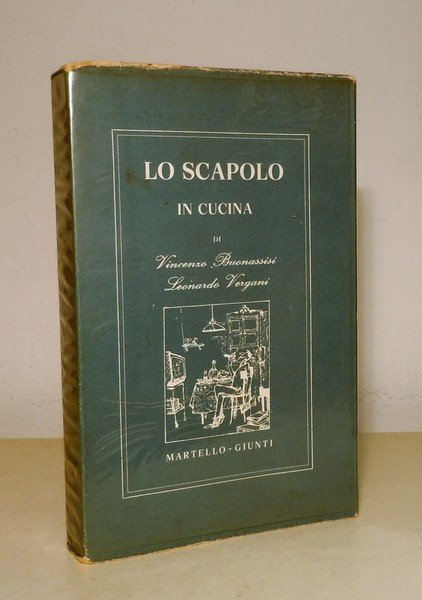 LO SCAPOLO
IN CUCINA
DI
Vincenzo Buonassisi
Leonardo Vergani
MARTELLO-GIUNTI